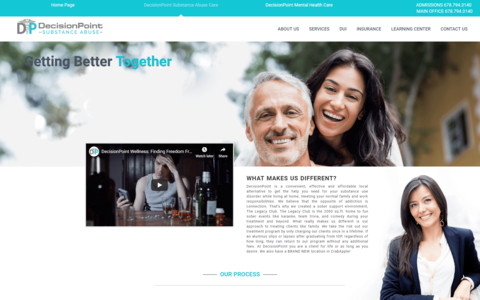 Home Page
DecisionPoint Substance Abuse Care
DecisionPoint Mental Health Care
ADMISSIONS 678.794.3140
MAIN OFFICE 678.794.3140
DP DecisionPoint
SUBSTANCE ABUSE
ABOUT US
SERVICES
DUI
INSURANCE
LEARNING CENTER
CONTACT US
Getting Better Together
DecisionPoint Wellness: Finding Freedom Fr...
Watch later
Share
WHAT MAKES US DIFFERENT?
DecisionPoint is a convenient, effective and affordable local
alternative to get the help you need for your substance use
disorder while living at home, meeting your normal family and work
responsibilities. We believe that the opposite of addiction is
connection. That's why we created a sober support environment,
The Legacy Club. The Legacy Club is the 2000 sq ft. home to fun
sober events like karaoke, team trivia, and comedy during your
treatment and beyond. What really makes us different is our
approach to treating clients like family. We take the risk out our
treatment program by only charging our clients once in a lifetime. If
an alumnus slips or lapses after graduating from IOP, regardless of
how long, they can return to our program without any additional
fees. At DecisionPoint you are a client for life or as long as you
desire. We also have a BRAND NEW location in
OUR PROCESS